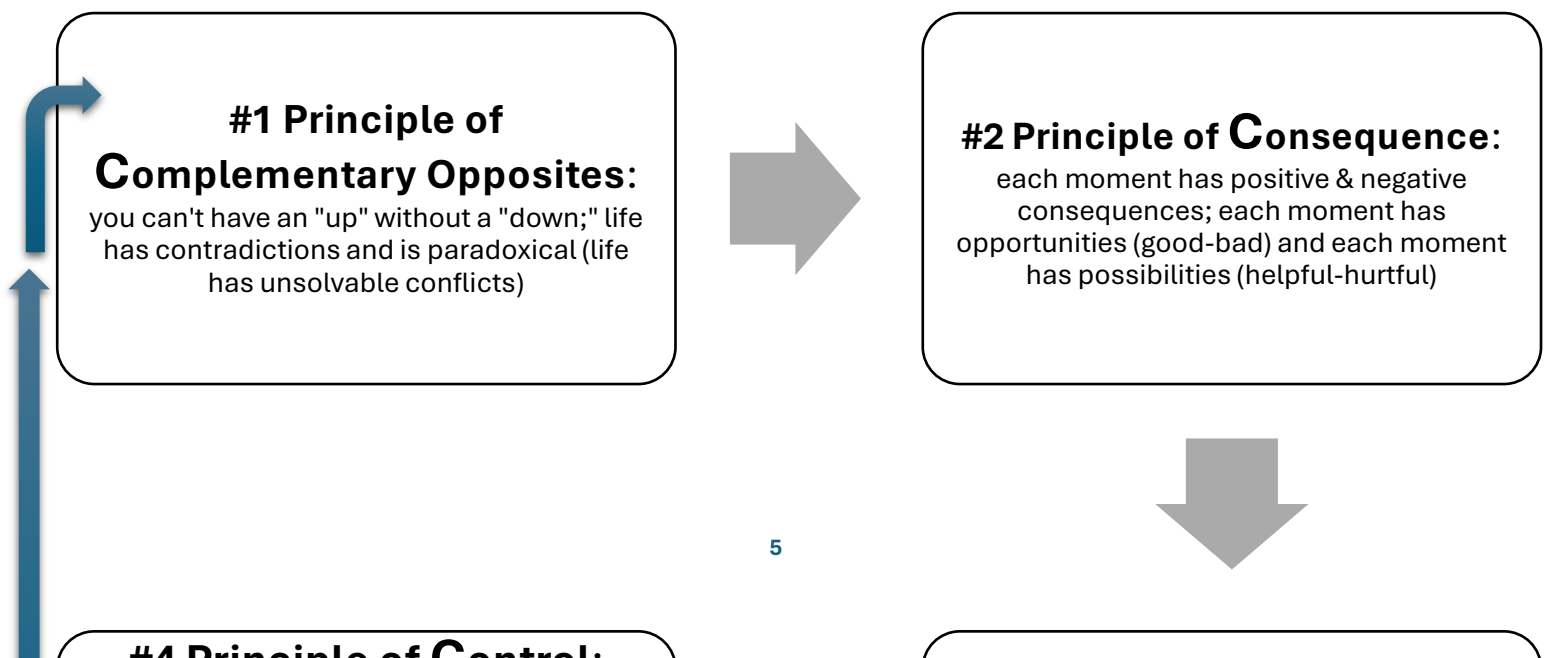 #1 Principle of
Complementary Opposites:
you can't have an "up" without a "down;" life
has contradictions and is paradoxical (life
has unsolvable conflicts)
#2 Principle of Consequence:
each moment has positive & negative
consequences; each moment has
opportunities (good-bad) and each moment
has possibilities (helpful-hurtful)
5
#4 Principle of Control: